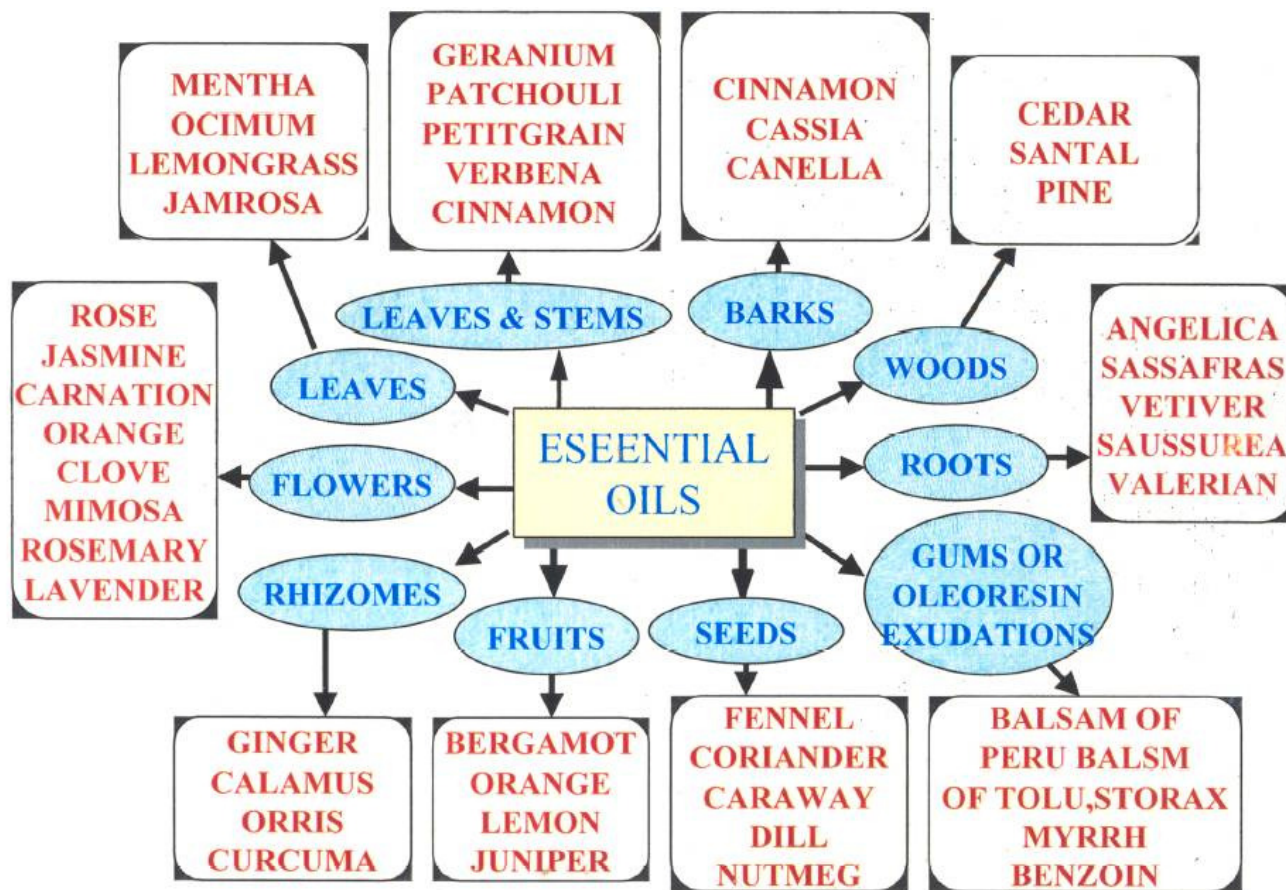 MENTHA
OCIMUM
LEMONGRASS
JAMROSA
GERANIUM
PATCHOULI
PETITGRAIN
VERBENA
CINNAMON
CINNAMON
CASSIA
CANELLA
CEDAR
SANTAL
PINE
LEAVES & STEMS
BARKS
WOODS
LEAVES
ROSE
JASMINE
CARNATION
ORANGE
CLOVE
MIMOSA
ROSEMARY
LAVENDER
FLOWERS
ESEENTIAL
OILS
ROOTS
ANGELICA
SASSAFRAS
VETIVER
SAUSSUREA
VALERIAN
RHIZOMES
FRUITS
SEEDS
GUMS OR
OLEORESIN
EXUDATIONS
GINGER
CALAMUS
ORRIS
CURCUMA
BERGAMOT
ORANGE
LEMON
JUNIPER
FENNEL
CORIANDER
CARAWAY
DILL
NUTMEG
BALSAM OF
PERU BALSM
OF TOLU,STORAX
MYRRH
BENZOIN